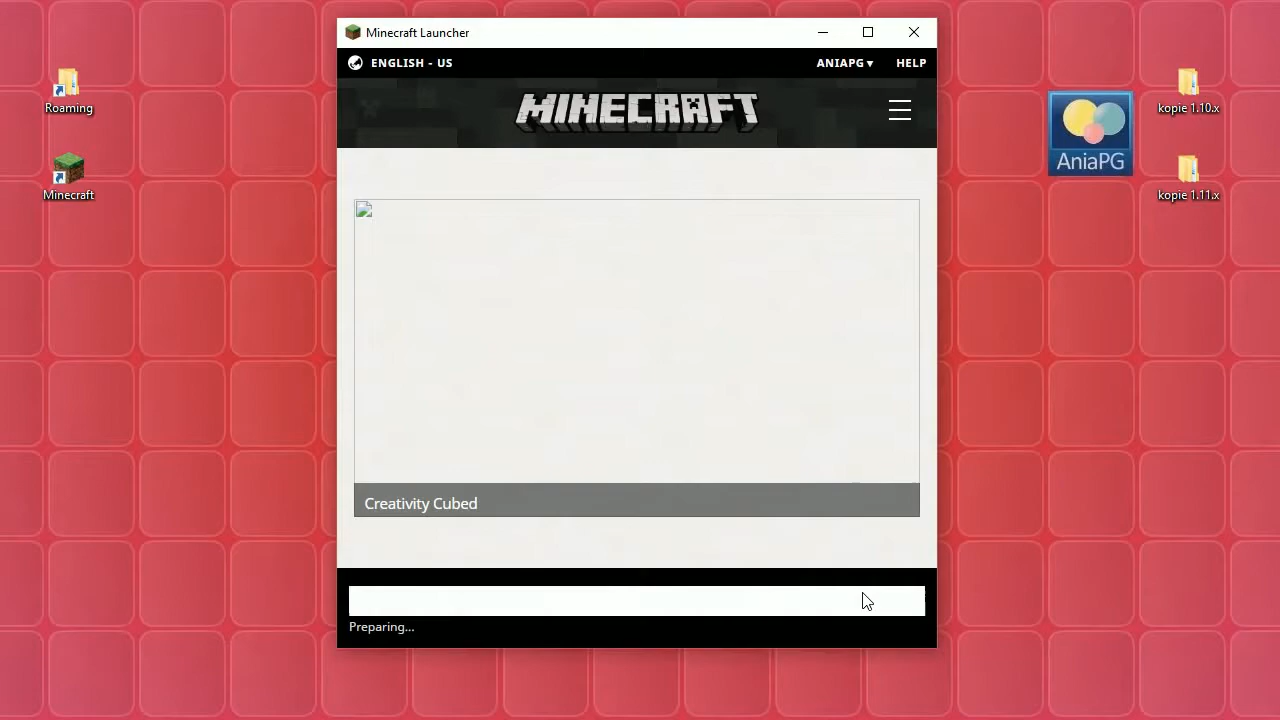 Minecraft Launcher
ENGLISH - US
ANIAPG ▾
HELP
MINECRAFT
Roaming
Minecraft
AniaPG
kopie 1.10.x
kopie 1.11.x
Creativity Cubed
Preparing...